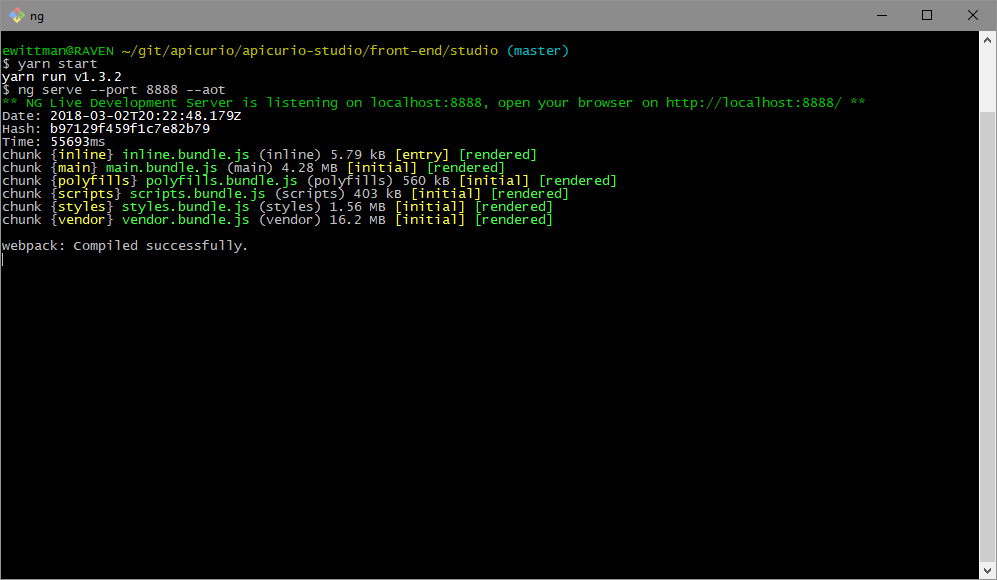 ng
ewittman@RAVEN ~/git/apicurio/apicurio-studio/front-end/studio (master)
$ yarn start
yarn run v1.3.2
$ ng serve --port 8888 --aot
** NG Live Development Server is listening on localhost:8888, open your browser on http://localhost:8888/ **
Date: 2018-03-02T20:22:48.179Z
Hash: b97129f459f1c7e82b79
Time: 55693ms
chunk {inline} inline.bundle.js (inline) 5.79 kB [entry] [rendered]
chunk {main} main.bundle.js (main) 4.28 MB [initial] [rendered]
chunk {polyfills} polyfills.bundle.js (polyfills) 560 kB [initial] [rendered]
chunk {scripts} scripts.bundle.js (scripts) 403 kB [initial] [rendered]
chunk {styles} styles.bundle.js (styles) 1.56 MB [initial] [rendered]
chunk {vendor} vendor.bundle.js (vendor) 16.2 MB [initial] [rendered]
webpack: Compiled successfully.